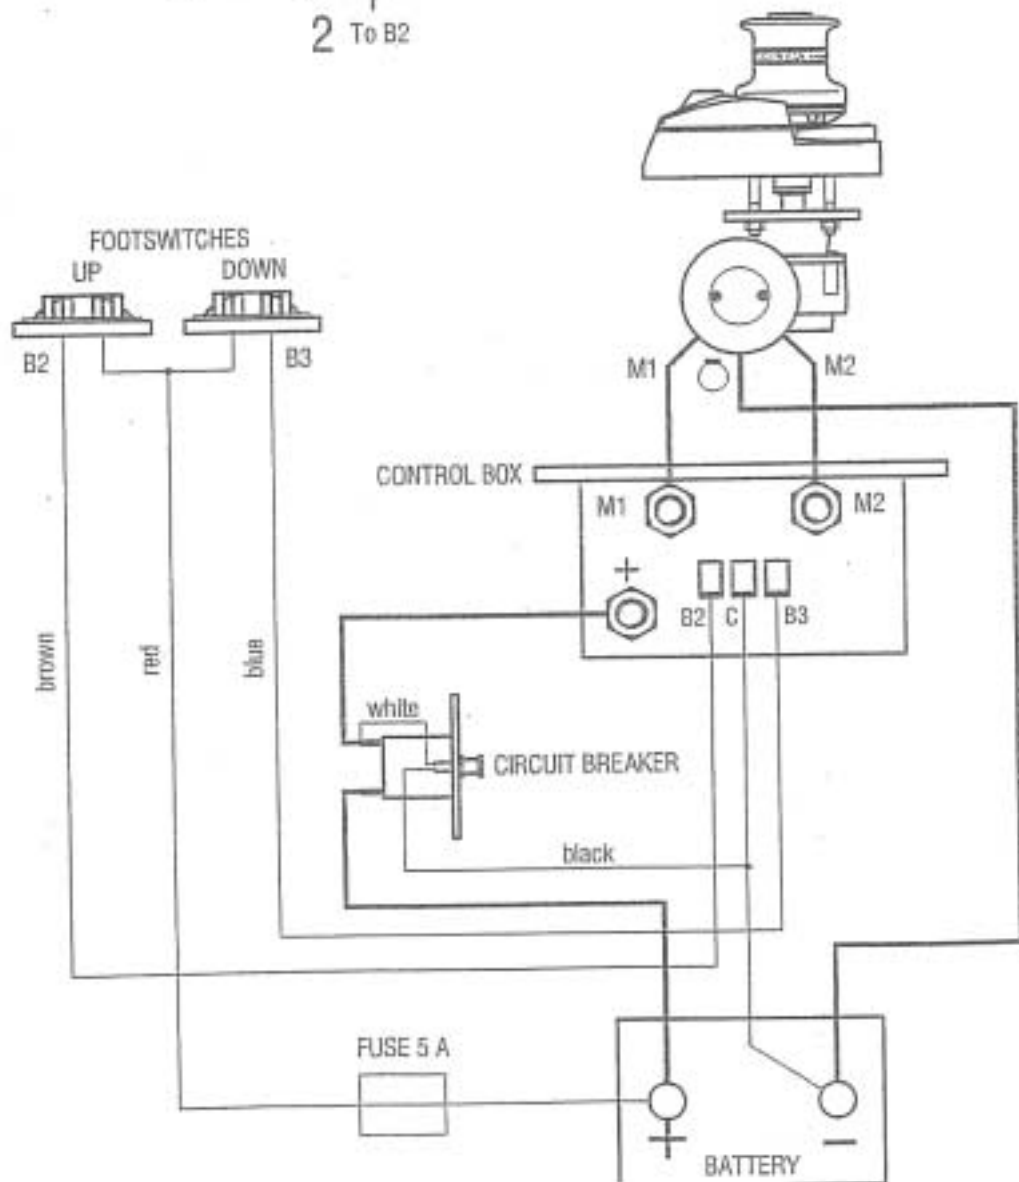 2 To B2
FOOTSWITCHES
UP DOWN
B2 B3
M1 M2
CONTROL BOX
M1 M2
+
B2 C B3
brown
red
blue
white
CIRCUIT BREAKER
black
FUSE 5 A
+ −
BATTERY